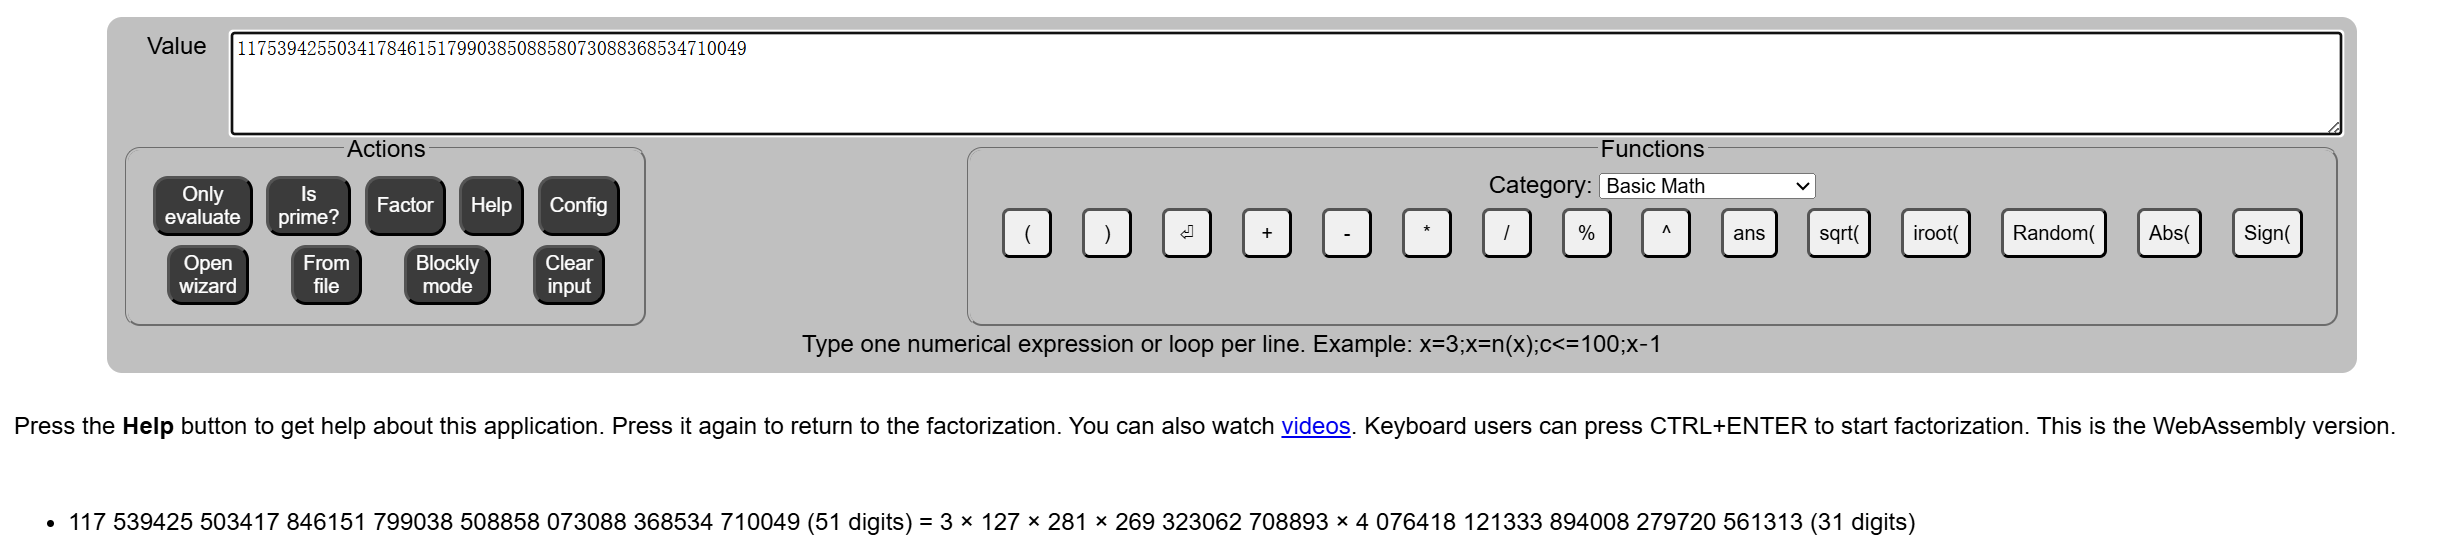 Value 117539425503417846151799038508858073088368534710049
Actions
Functions
Only evaluate
Is prime?
Factor
Help
Config
Open wizard
From file
Blockly mode
Clear input
Category: Basic Math
( ) ⏎ + - * / % ^ ans sqrt( iroot( Random( Abs( Sign(
Type one numerical expression or loop per line. Example: x=3;x=n(x);c<=100;x-1
Press the Help button to get help about this application. Press it again to return to the factorization. You can also watch videos. Keyboard users can press CTRL+ENTER to start factorization. This is the WebAssembly version.
• 117 539425 503417 846151 799038 508858 073088 368534 710049 (51 digits) = 3 × 127 × 281 × 269 323062 708893 × 4 076418 121333 894008 279720 561313 (31 digits)